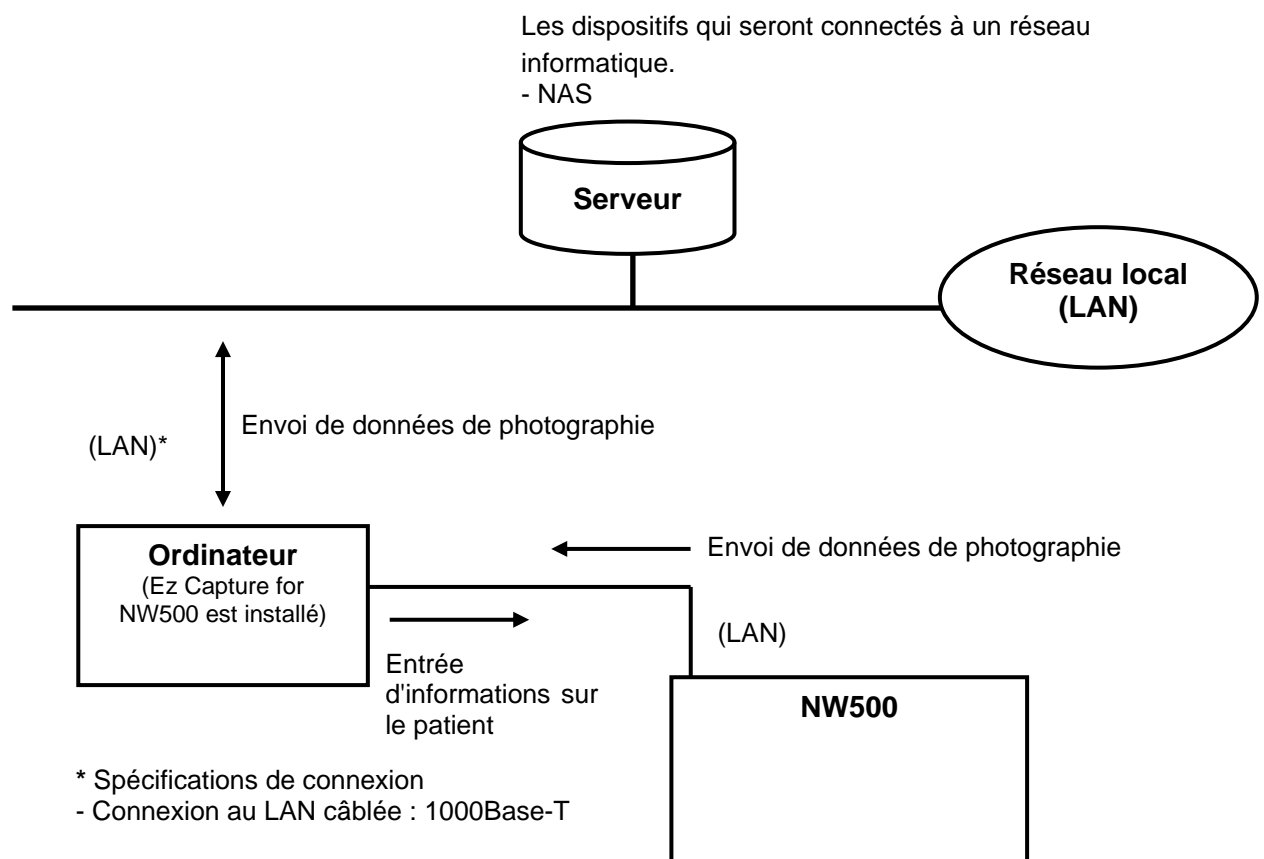 Les dispositifs qui seront connectés à un réseau
informatique.
- NAS
Serveur
Réseau local
(LAN)
(LAN)*
Envoi de données de photographie
Ordinateur
(Ez Capture for
NW500 est installé)
Envoi de données de photographie
(LAN)
Entrée
d'informations sur
le patient
NW500
* Spécifications de connexion
- Connexion au LAN câblée : 1000Base-T